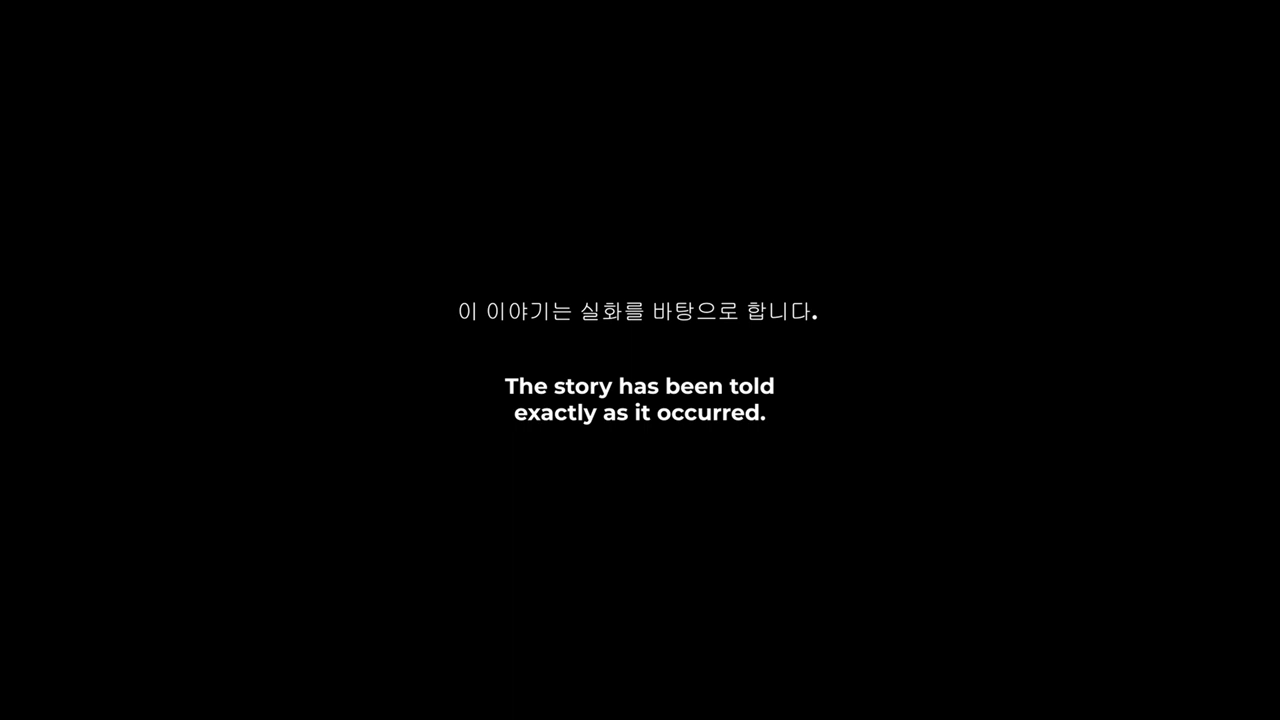 이 이야기는 실화를 바탕으로 합니다.
The story has been told
exactly as it occurred.